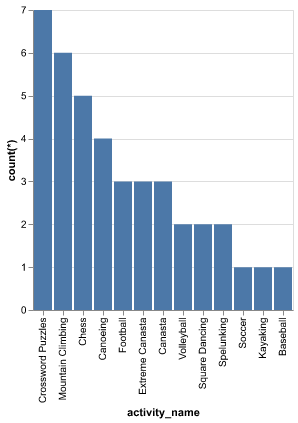 7
6
5
4
3
2
1
0
count(*)
Crossword Puzzles
Mountain Climbing
Chess
Canoeing
Football
Extreme Canasta
Canasta
Volleyball
Square Dancing
Spelunking
Soccer
Kayaking
Baseball
activity_name